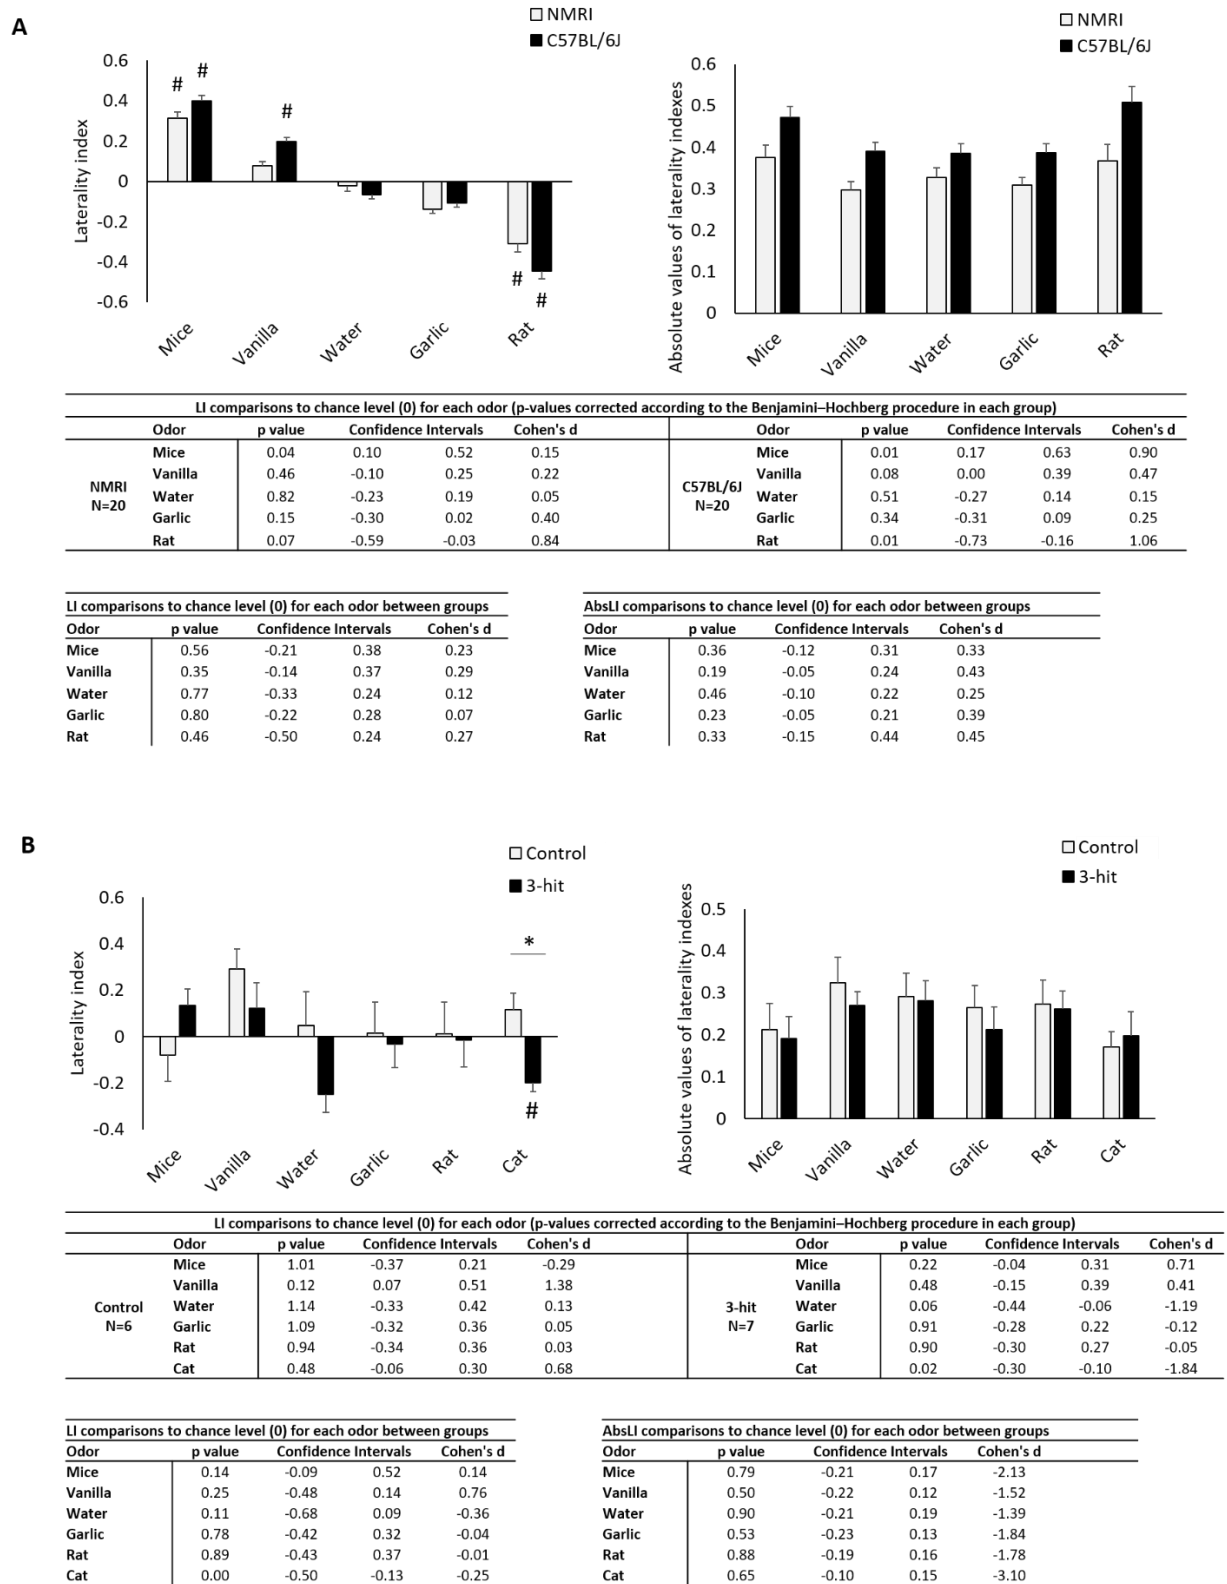 A
NMRI
C57BL/6J
0.6
0.4
0.2
0
-0.2
-0.4
-0.6
Laterality index
# # # # #
Mice Vanilla Water Garlic Rat
NMRI
C57BL/6J
0.6
0.5
0.4
0.3
0.2
0.1
0
Absolute values of laterality indexes
Mice Vanilla Water Garlic Rat
LI comparisons to chance level (0) for each odor (p-values corrected according to the Benjamini–Hochberg procedure in each group)
Odor p value Confidence Intervals Cohen's d Odor p value Confidence Intervals Cohen's d
Mice 0.04 0.10 0.52 0.15 Mice 0.01 0.17 0.63 0.90
Vanilla 0.46 -0.10 0.25 0.22 Vanilla 0.08 0.00 0.39 0.47
NMRI N=20 Water 0.82 -0.23 0.19 0.05 C57BL/6J N=20 Water 0.51 -0.27 0.14 0.15
Garlic 0.15 -0.30 0.02 0.40 Garlic 0.34 -0.31 0.09 0.25
Rat 0.07 -0.59 -0.03 0.84 Rat 0.01 -0.73 -0.16 1.06
LI comparisons to chance level (0) for each odor between groups
Odor p value Confidence Intervals Cohen's d
Mice 0.56 -0.21 0.38 0.23
Vanilla 0.35 -0.14 0.37 0.29
Water 0.77 -0.33 0.24 0.12
Garlic 0.80 -0.22 0.28 0.07
Rat 0.46 -0.50 0.24 0.27
AbsLI comparisons to chance level (0) for each odor between groups
Odor p value Confidence Intervals Cohen's d
Mice 0.36 -0.12 0.31 0.33
Vanilla 0.19 -0.05 0.24 0.43
Water 0.46 -0.10 0.22 0.25
Garlic 0.23 -0.05 0.21 0.39
Rat 0.33 -0.15 0.44 0.45
B
Control
3-hit
0.6
0.4
0.2
0
-0.2
-0.4
Laterality index
*
#
Mice Vanilla Water Garlic Rat Cat
Control
3-hit
0.5
0.4
0.3
0.2
0.1
0
Absolute values of laterality indexes
Mice Vanilla Water Garlic Rat Cat
LI comparisons to chance level (0) for each odor (p-values corrected according to the Benjamini–Hochberg procedure in each group)
Odor p value Confidence Intervals Cohen's d Odor p value Confidence Intervals Cohen's d
Mice 1.01 -0.37 0.21 -0.29 Mice 0.22 -0.04 0.31 0.71
Vanilla 0.12 0.07 0.51 1.38 Vanilla 0.48 -0.15 0.39 0.41
Control N=6 Water 1.14 -0.33 0.42 0.13 3-hit N=7 Water 0.06 -0.44 -0.06 -1.19
Garlic 1.09 -0.32 0.36 0.05 Garlic 0.91 -0.28 0.22 -0.12
Rat 0.94 -0.34 0.36 0.03 Rat 0.90 -0.30 0.27 -0.05
Cat 0.48 -0.06 0.30 0.68 Cat 0.02 -0.30 -0.10 -1.84
LI comparisons to chance level (0) for each odor between groups
Odor p value Confidence Intervals Cohen's d
Mice 0.14 -0.09 0.52 0.14
Vanilla 0.25 -0.48 0.14 0.76
Water 0.11 -0.68 0.09 -0.36
Garlic 0.78 -0.42 0.32 -0.04
Rat 0.89 -0.43 0.37 -0.01
Cat 0.00 -0.50 -0.13 -0.25
AbsLI comparisons to chance level (0) for each odor between groups
Odor p value Confidence Intervals Cohen's d
Mice 0.79 -0.21 0.17 -2.13
Vanilla 0.50 -0.22 0.12 -1.52
Water 0.90 -0.21 0.19 -1.39
Garlic 0.53 -0.23 0.13 -1.84
Rat 0.88 -0.19 0.16 -1.78
Cat 0.65 -0.10 0.15 -3.10